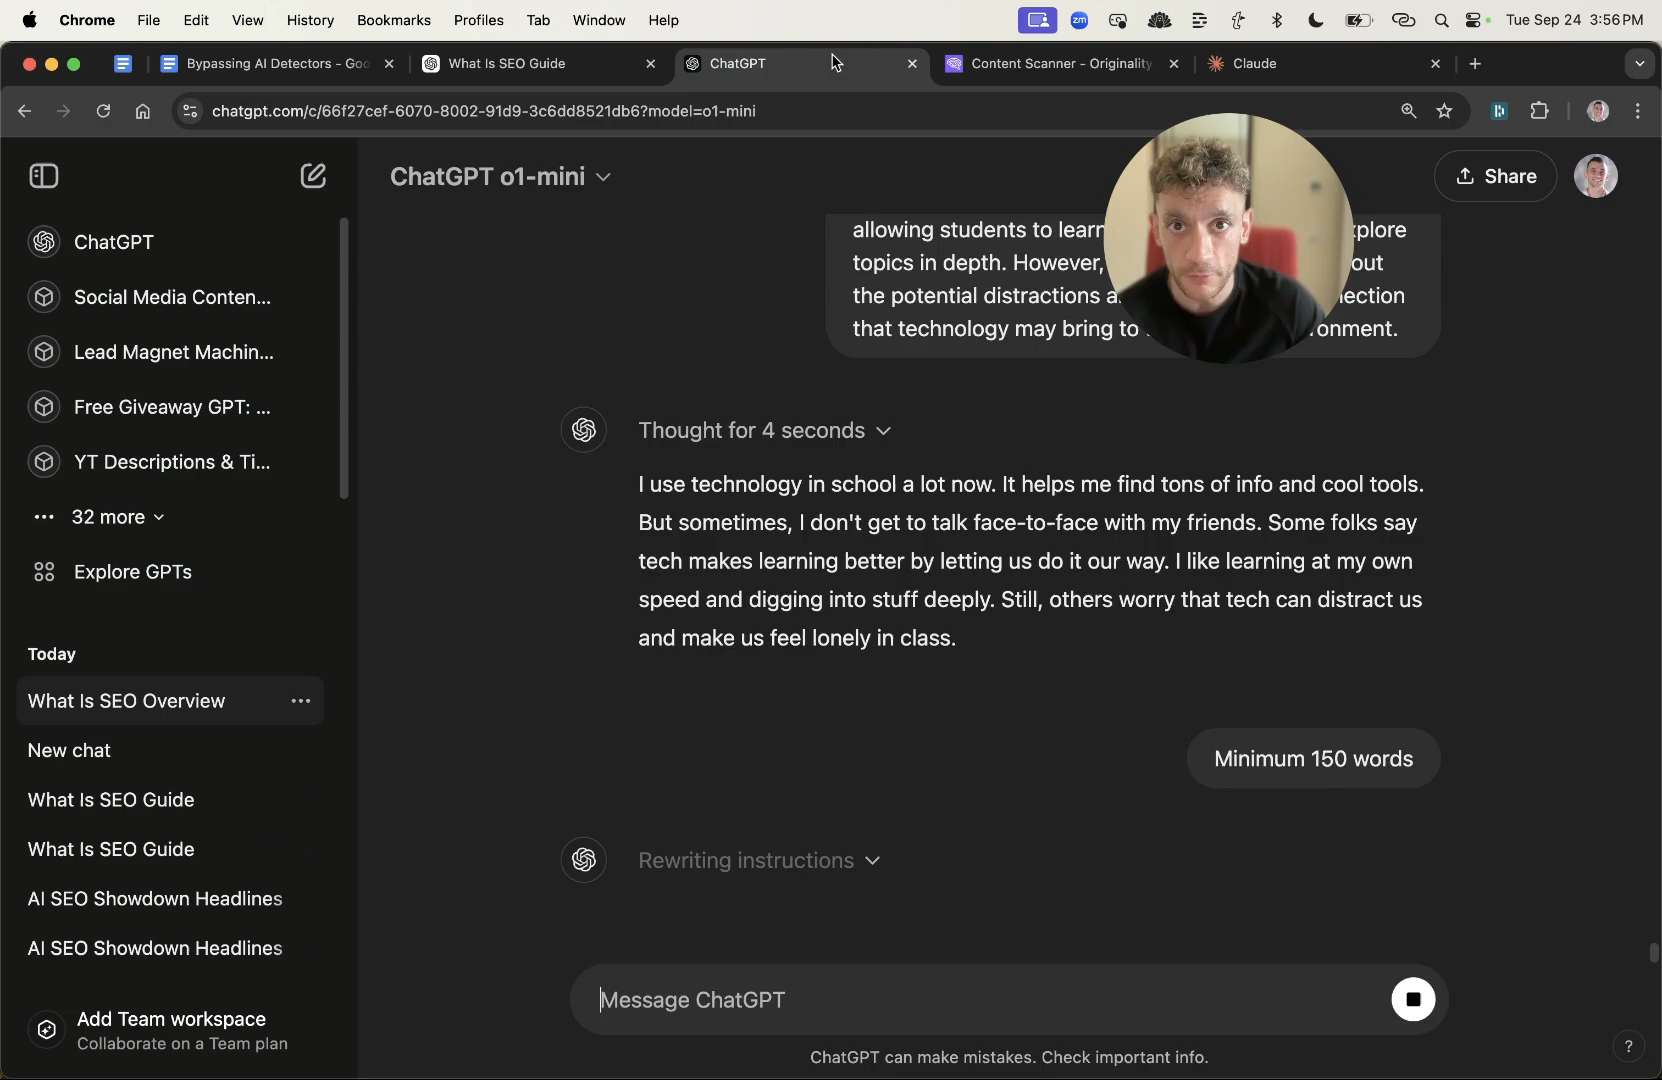 Chrome File Edit View History Bookmarks Profiles Tab Window Help zm Tue Sep 24 3:56 PM
Bypassing AI Detectors - Goo
What Is SEO Guide
ChatGPT
Content Scanner - Originality
Claude
chatgpt.com/c/66f27cef-6070-8002-91d9-3c6dd8521db6?model=o1-mini
ChatGPT o1-mini
Share
ChatGPT
Social Media Conten...
Lead Magnet Machin...
Free Giveaway GPT: ...
YT Descriptions & Ti...
32 more
Explore GPTs
Today
What Is SEO Overview
New chat
What Is SEO Guide
What Is SEO Guide
AI SEO Showdown Headlines
AI SEO Showdown Headlines
Add Team workspace
Collaborate on a Team plan
allowing students to learn
topics in depth. However, out
the potential distractions
that technology may bring to
Thought for 4 seconds
I use technology in school a lot now. It helps me find tons of info and cool tools.
But sometimes, I don't get to talk face-to-face with my friends. Some folks say
tech makes learning better by letting us do it our way. I like learning at my own
speed and digging into stuff deeply. Still, others worry that tech can distract us
and make us feel lonely in class.
Minimum 150 words
Rewriting instructions
Message ChatGPT
ChatGPT can make mistakes. Check important info.
?